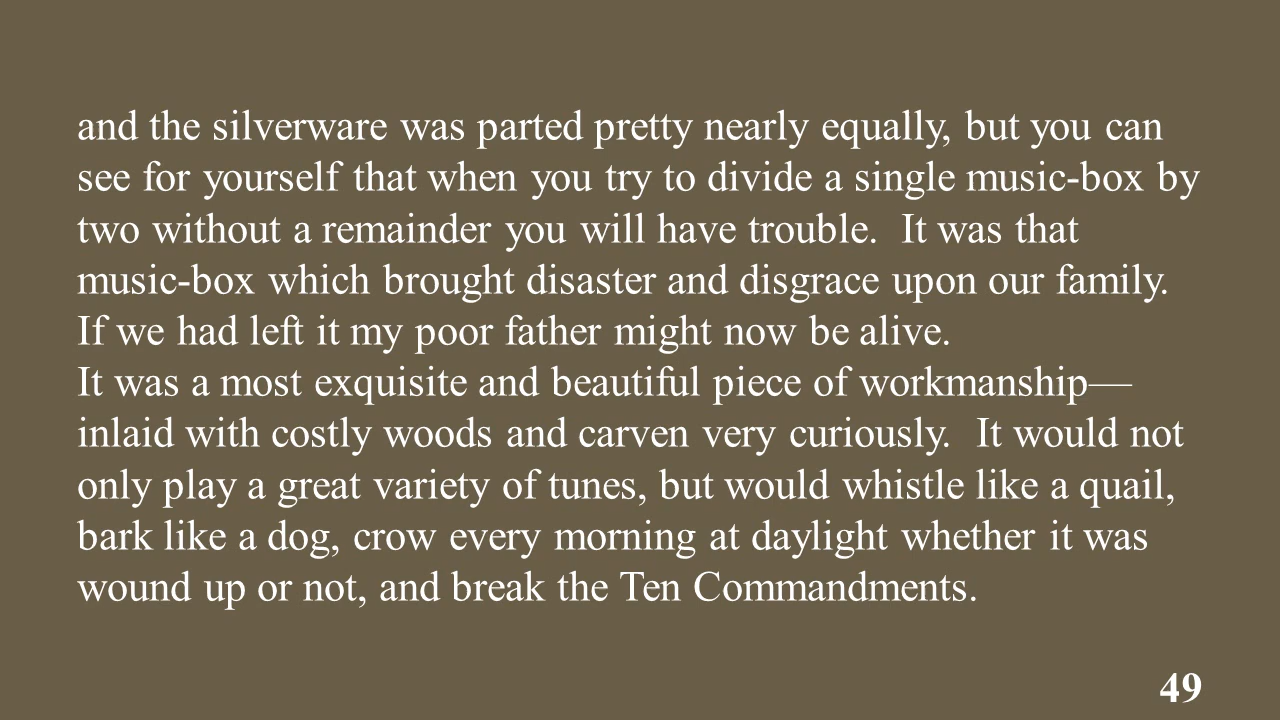 and the silverware was parted pretty nearly equally, but you can
see for yourself that when you try to divide a single music-box by
two without a remainder you will have trouble.  It was that
music-box which brought disaster and disgrace upon our family.
If we had left it my poor father might now be alive.
It was a most exquisite and beautiful piece of workmanship—
inlaid with costly woods and carven very curiously.  It would not
only play a great variety of tunes, but would whistle like a quail,
bark like a dog, crow every morning at daylight whether it was
wound up or not, and break the Ten Commandments.
49